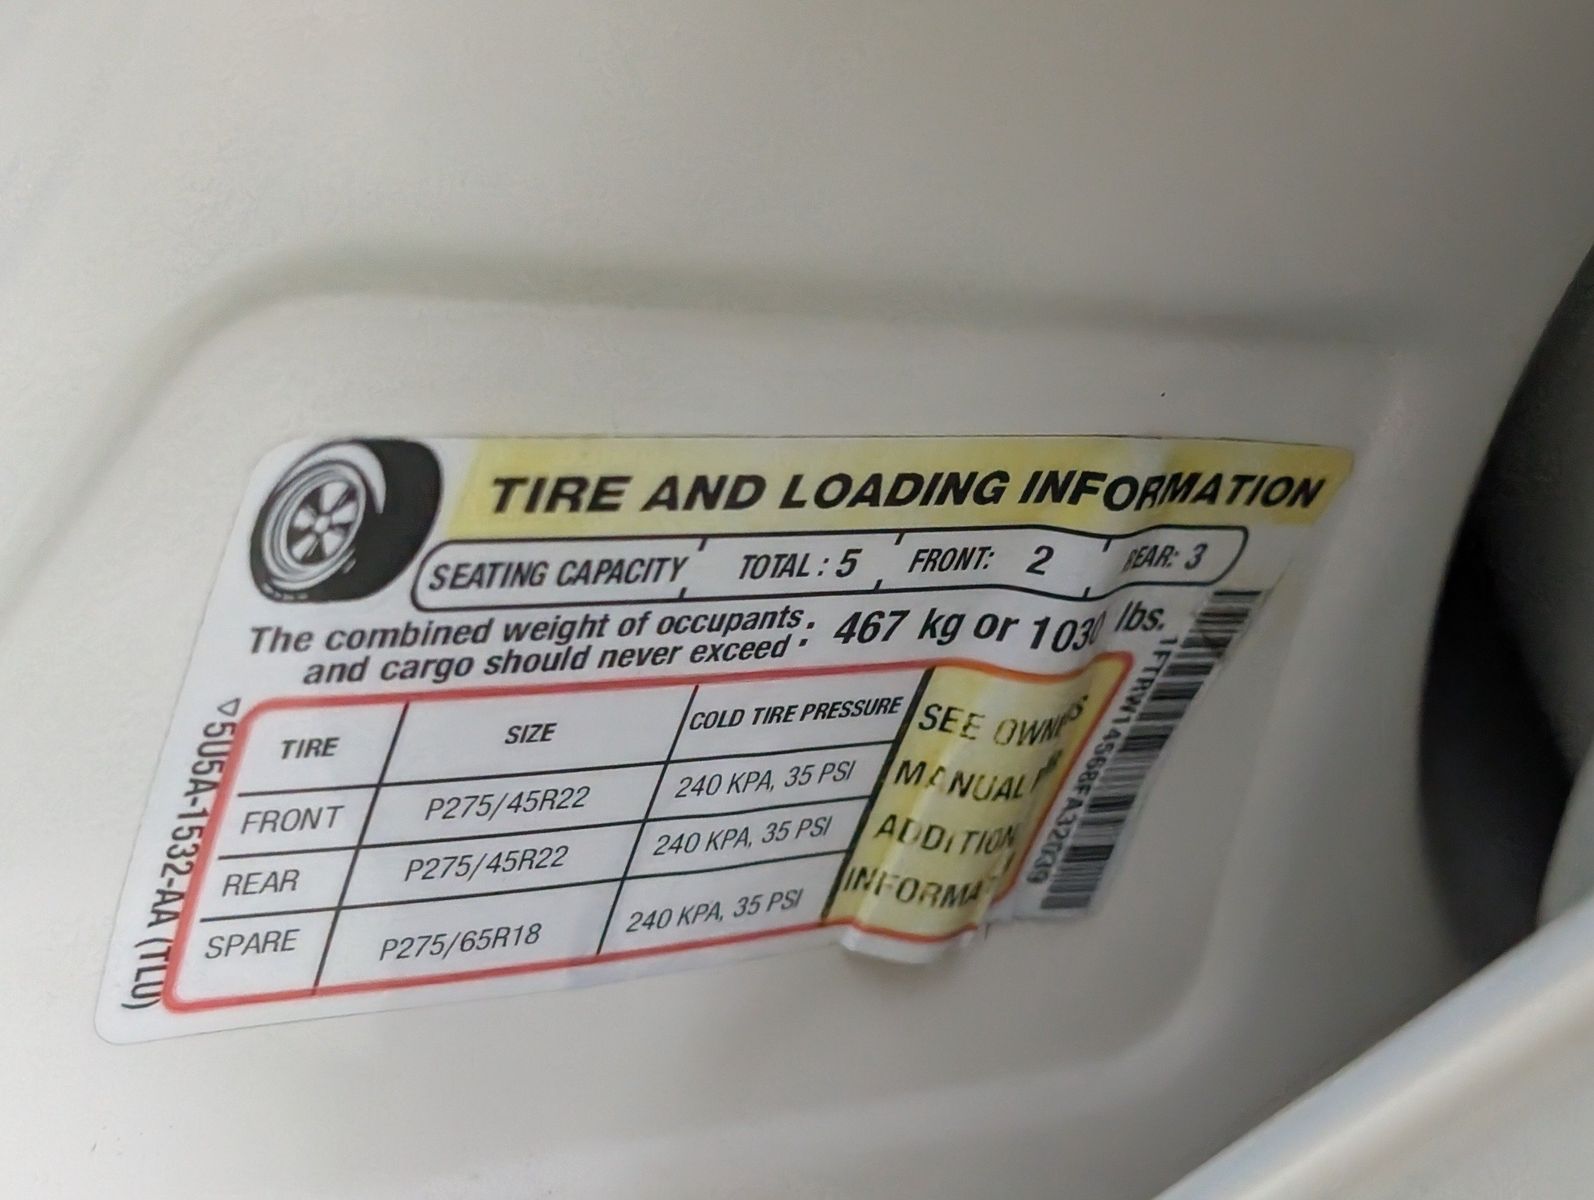 TIRE AND LOADING INFORMATION
SEATING CAPACITY TOTAL : 5 FRONT: 2 REAR: 3
The combined weight of occupants
and cargo should never exceed : 467 kg or 1030 lbs.
TIRE SIZE COLD TIRE PRESSURE
FRONT P275/45R22 240 KPA, 35 PSI
REAR P275/45R22 240 KPA, 35 PSI
SPARE P275/65R18 240 KPA, 35 PSI
SEE OWNERS
MANUAL
ADDITION
INFORMAT
5U5A-1532-AA (TLU)
1FTRW14568FA32039